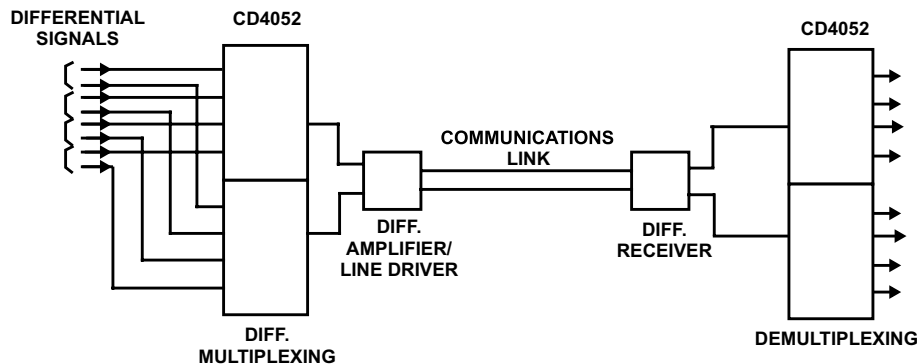 DIFFERENTIAL
SIGNALS
CD4052
CD4052
COMMUNICATIONS
LINK
DIFF.
AMPLIFIER/
LINE DRIVER
DIFF.
RECEIVER
DIFF.
MULTIPLEXING
DEMULTIPLEXING